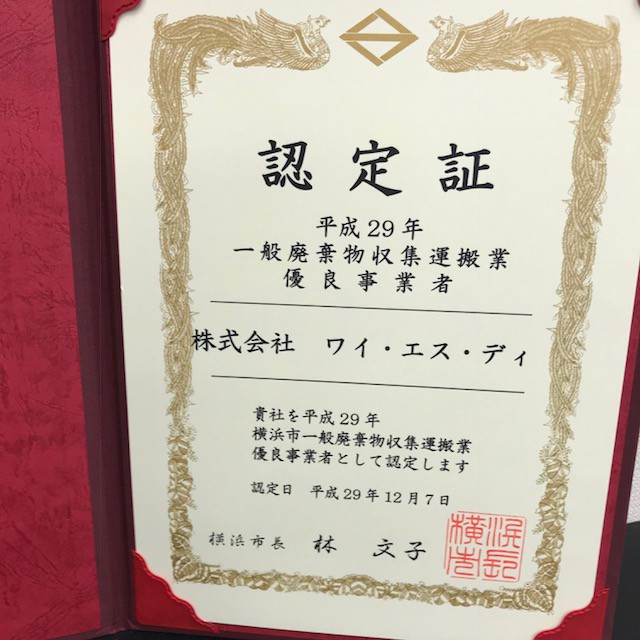 認定証
平成29年
一般廃棄物収集運搬業
優良事業者
株式会社 ワイ・エス・ディ
貴社を平成29年
横浜市一般廃棄物収集運搬業
優良事業者として認定します
認定日 平成29年12月7日
横浜市長 林 文子
横浜市長